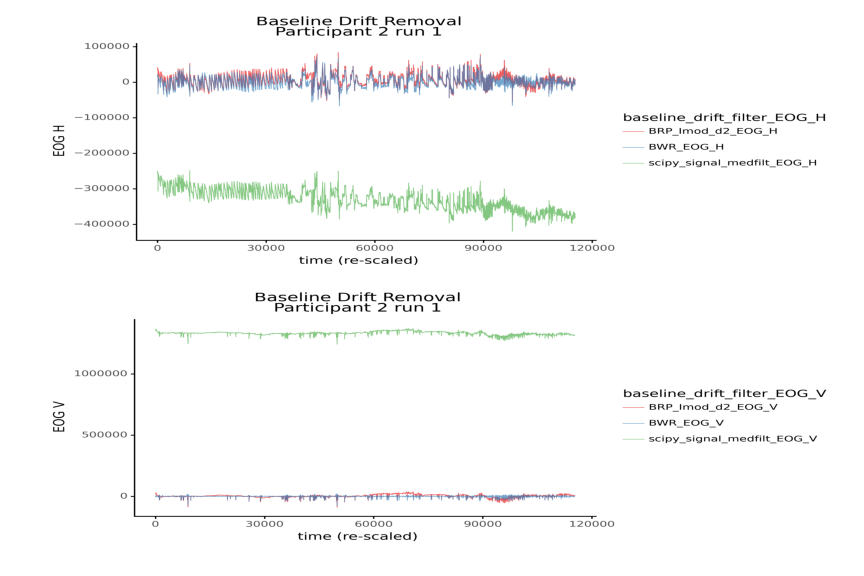 Baseline Drift Removal
Participant 2 run 1
100000
0
−100000
−200000
−300000
−400000
EOG H
0 30000 60000 90000 120000
time (re-scaled)
baseline_drift_filter_EOG_H
BRP_lmod_d2_EOG_H
BWR_EOG_H
scipy_signal_medfilt_EOG_H
Baseline Drift Removal
Participant 2 run 1
1000000
500000
0
EOG V
0 30000 60000 90000 120000
time (re-scaled)
baseline_drift_filter_EOG_V
BRP_lmod_d2_EOG_V
BWR_EOG_V
scipy_signal_medfilt_EOG_V